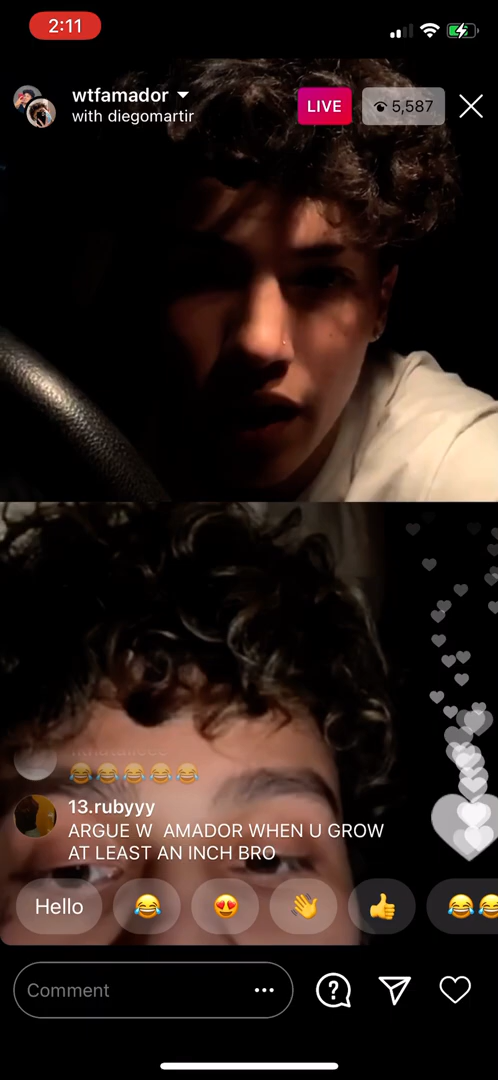 2:11
wtfamador
with diegomartir
LIVE
5,587
13.rubyyy
ARGUE W AMADOR WHEN U GROW
AT LEAST AN INCH BRO
Hello
Comment